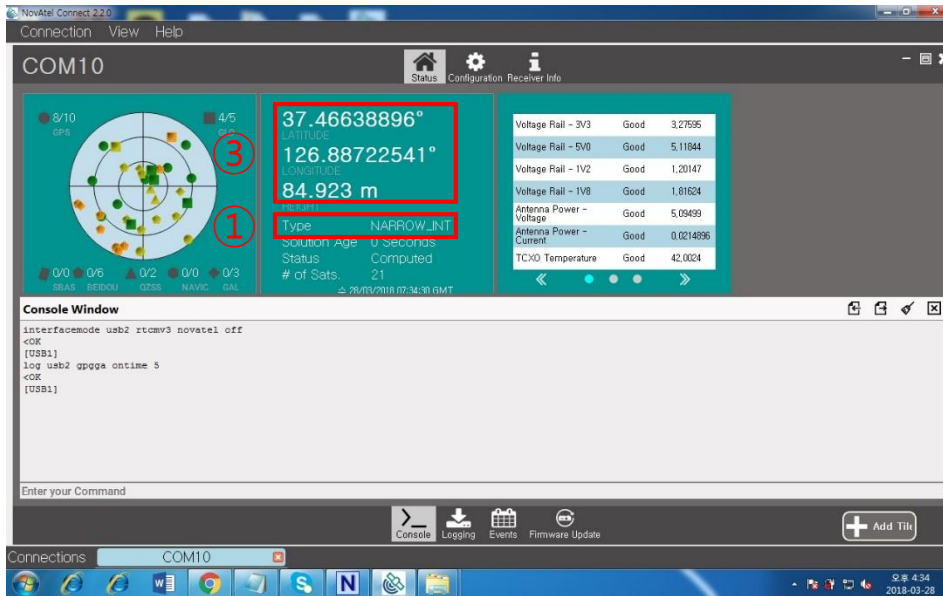 NovAtel Connect 2.2.0
Connection View Help
COM10
Status Configuration Receiver Info
8/10
GPS
4/5
GLO
③
①
0/0 0/6 0/2 0/0 0/3
SBAS BEIDOU QZSS NAVIC GAL
37.46638896°
LATITUDE
126.88722541°
LONGITUDE
84.923 m
HEIGHT
Type NARROW_INT
Solution Age 0 Seconds
Status Computed
# of Sats. 21
28/03/2018 07:34:30 GMT
Voltage Rail - 3V3 Good 3,27595
Voltage Rail - 5V0 Good 5,11844
Voltage Rail - 1V2 Good 1,20147
Voltage Rail - 1V8 Good 1,81624
Antenna Power -
Voltage Good 5,09499
Antenna Power -
Current Good 0,0214896
TCXO Temperature Good 42,0024
Console Window
interfacemode usb2 rtcmv3 novatel off
<OK
[USB1]
log usb2 gpgga ontime 5
<OK
[USB1]
Enter your Command
Console Logging Events Firmware Update
Add Tile
Connections COM10
오후 4:34
2018-03-28